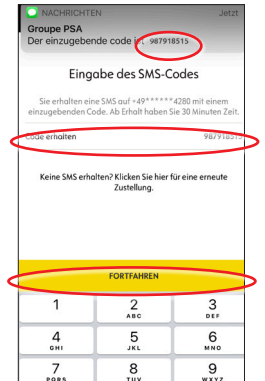 NACHRICHTEN Jetzt
Groupe PSA
Der einzugebende code ist 987918515
Eingabe des SMS-Codes
Sie erhalten eine SMS auf +49******4280 mit einem
einzugebenden Code. Ab Erhalt haben Sie 30 Minuten Zeit.
Code erhalten 987918515
Keine SMS erhalten? Klicken Sie hier für eine erneute
Zustellung.
FORTFAHREN
1 2 3
ABC DEF
4 5 6
GHI JKL MNO
7 8 9
PQRS TUV WXYZ